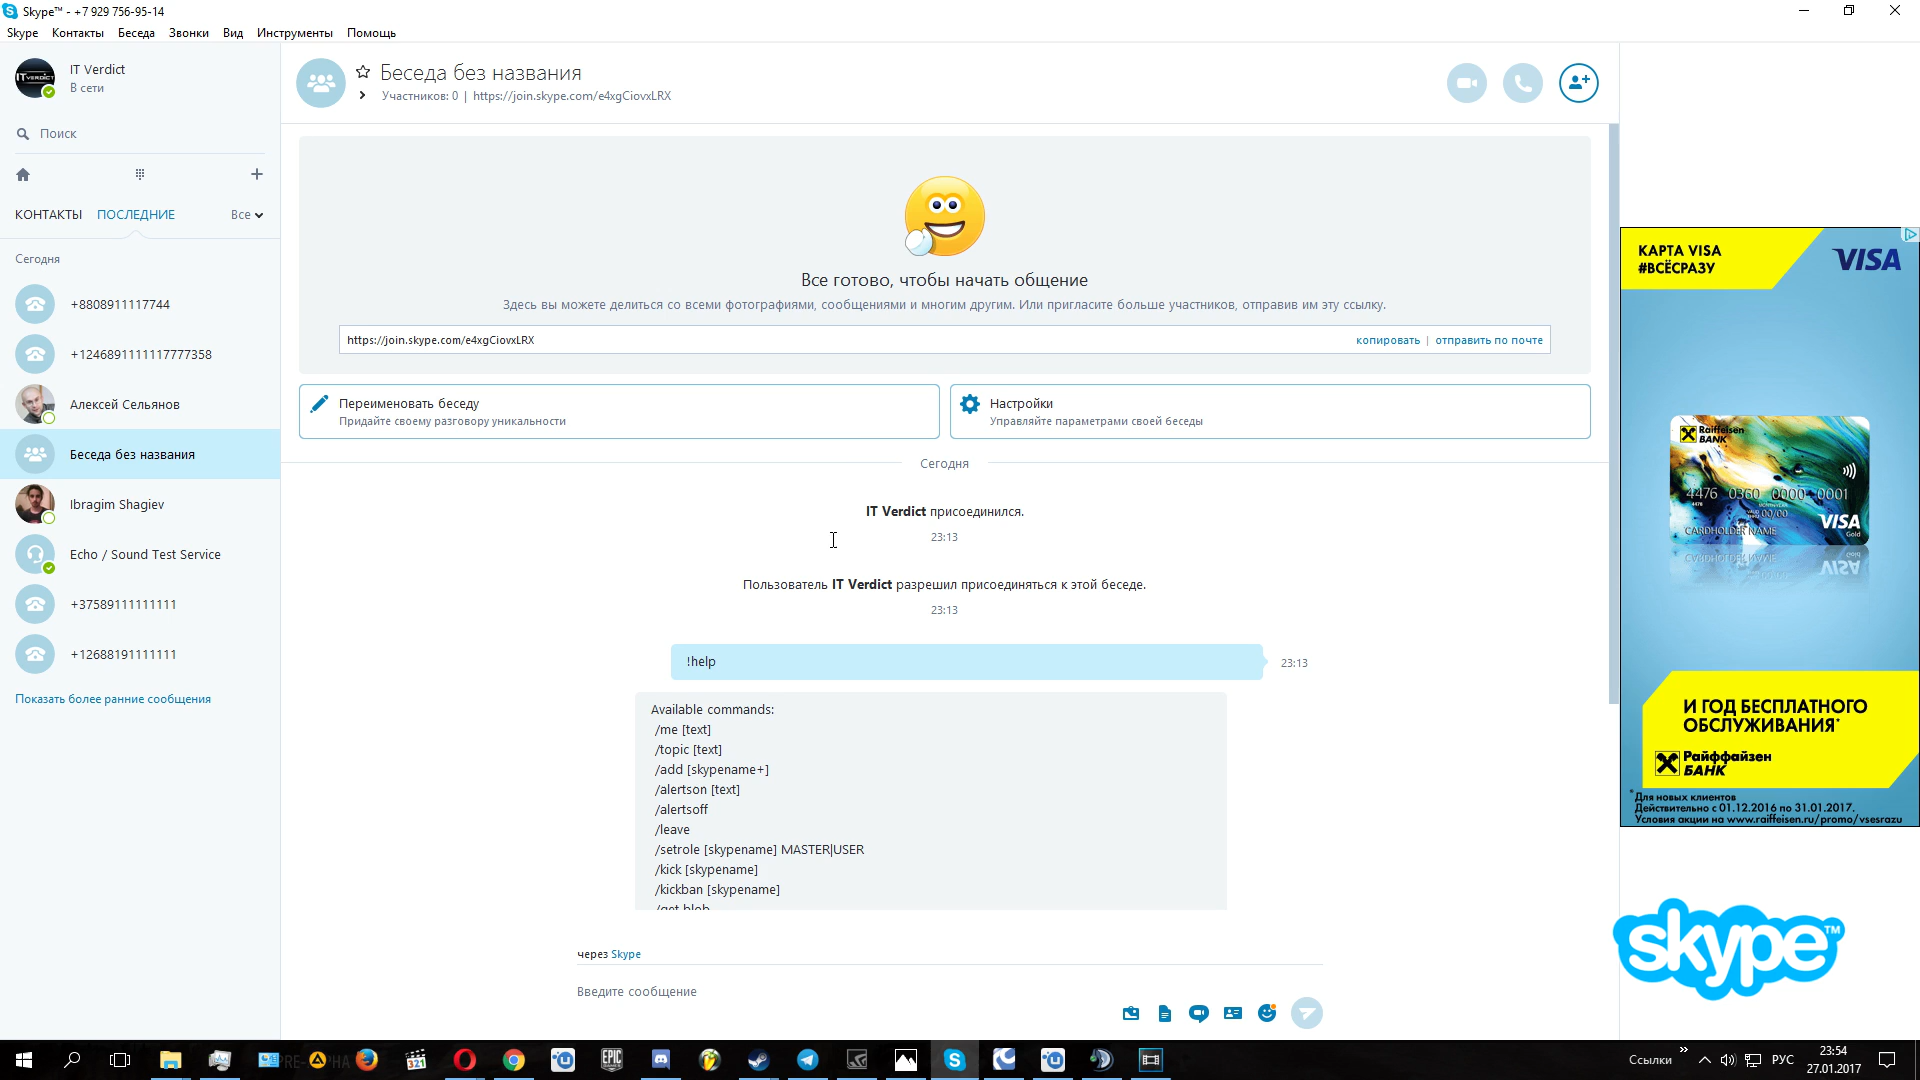 Skype™ - +7 929 756-95-14
Skype Контакты Беседа Звонки Вид Инструменты Помощь
IT Verdict
В сети
Поиск
КОНТАКТЫ ПОСЛЕДНИЕ Все
Сегодня
+8808911117744
+1246891111117777358
Алексей Сельянов
Беседа без названия
Ibragim Shagiev
Echo / Sound Test Service
+37589111111111
+12688191111111
Показать более ранние сообщения
Беседа без названия
Участников: 0 | https://join.skype.com/e4xgCiovxLRX
Все готово, чтобы начать общение
Здесь вы можете делиться со всеми фотографиями, сообщениями и многим другим. Или пригласите больше участников, отправив им эту ссылку.
https://join.skype.com/e4xgCiovxLRX копировать | отправить по почте
Переименовать беседу
Придайте своему разговору уникальности
Настройки
Управляйте параметрами своей беседы
Сегодня
IT Verdict присоединился.
23:13
Пользователь IT Verdict разрешил присоединяться к этой беседе.
23:13
!help 23:13
Available commands:
/me [text]
/topic [text]
/add [skypename+]
/alertson [text]
/alertsoff
/leave
/setrole [skypename] MASTER|USER
/kick [skypename]
/kickban [skypename]
/get blob
через Skype
Введите сообщение
КАРТА VISA
#ВСЁСРАЗУ
VISA
Raiffeisen
BANK
4476 0360 0000 0001
4476
00/00
CARDHOLDER NAME
VISA
Gold
И ГОД БЕСПЛАТНОГО
ОБСЛУЖИВАНИЯ*
Райффайзен
БАНК
*Для новых клиентов
Действительно с 01.12.2016 по 31.01.2017.
Условия акции на www.raiffeisen.ru/promo/vsesrazu
skype™
Ссылки
РУС
23:54
27.01.2017